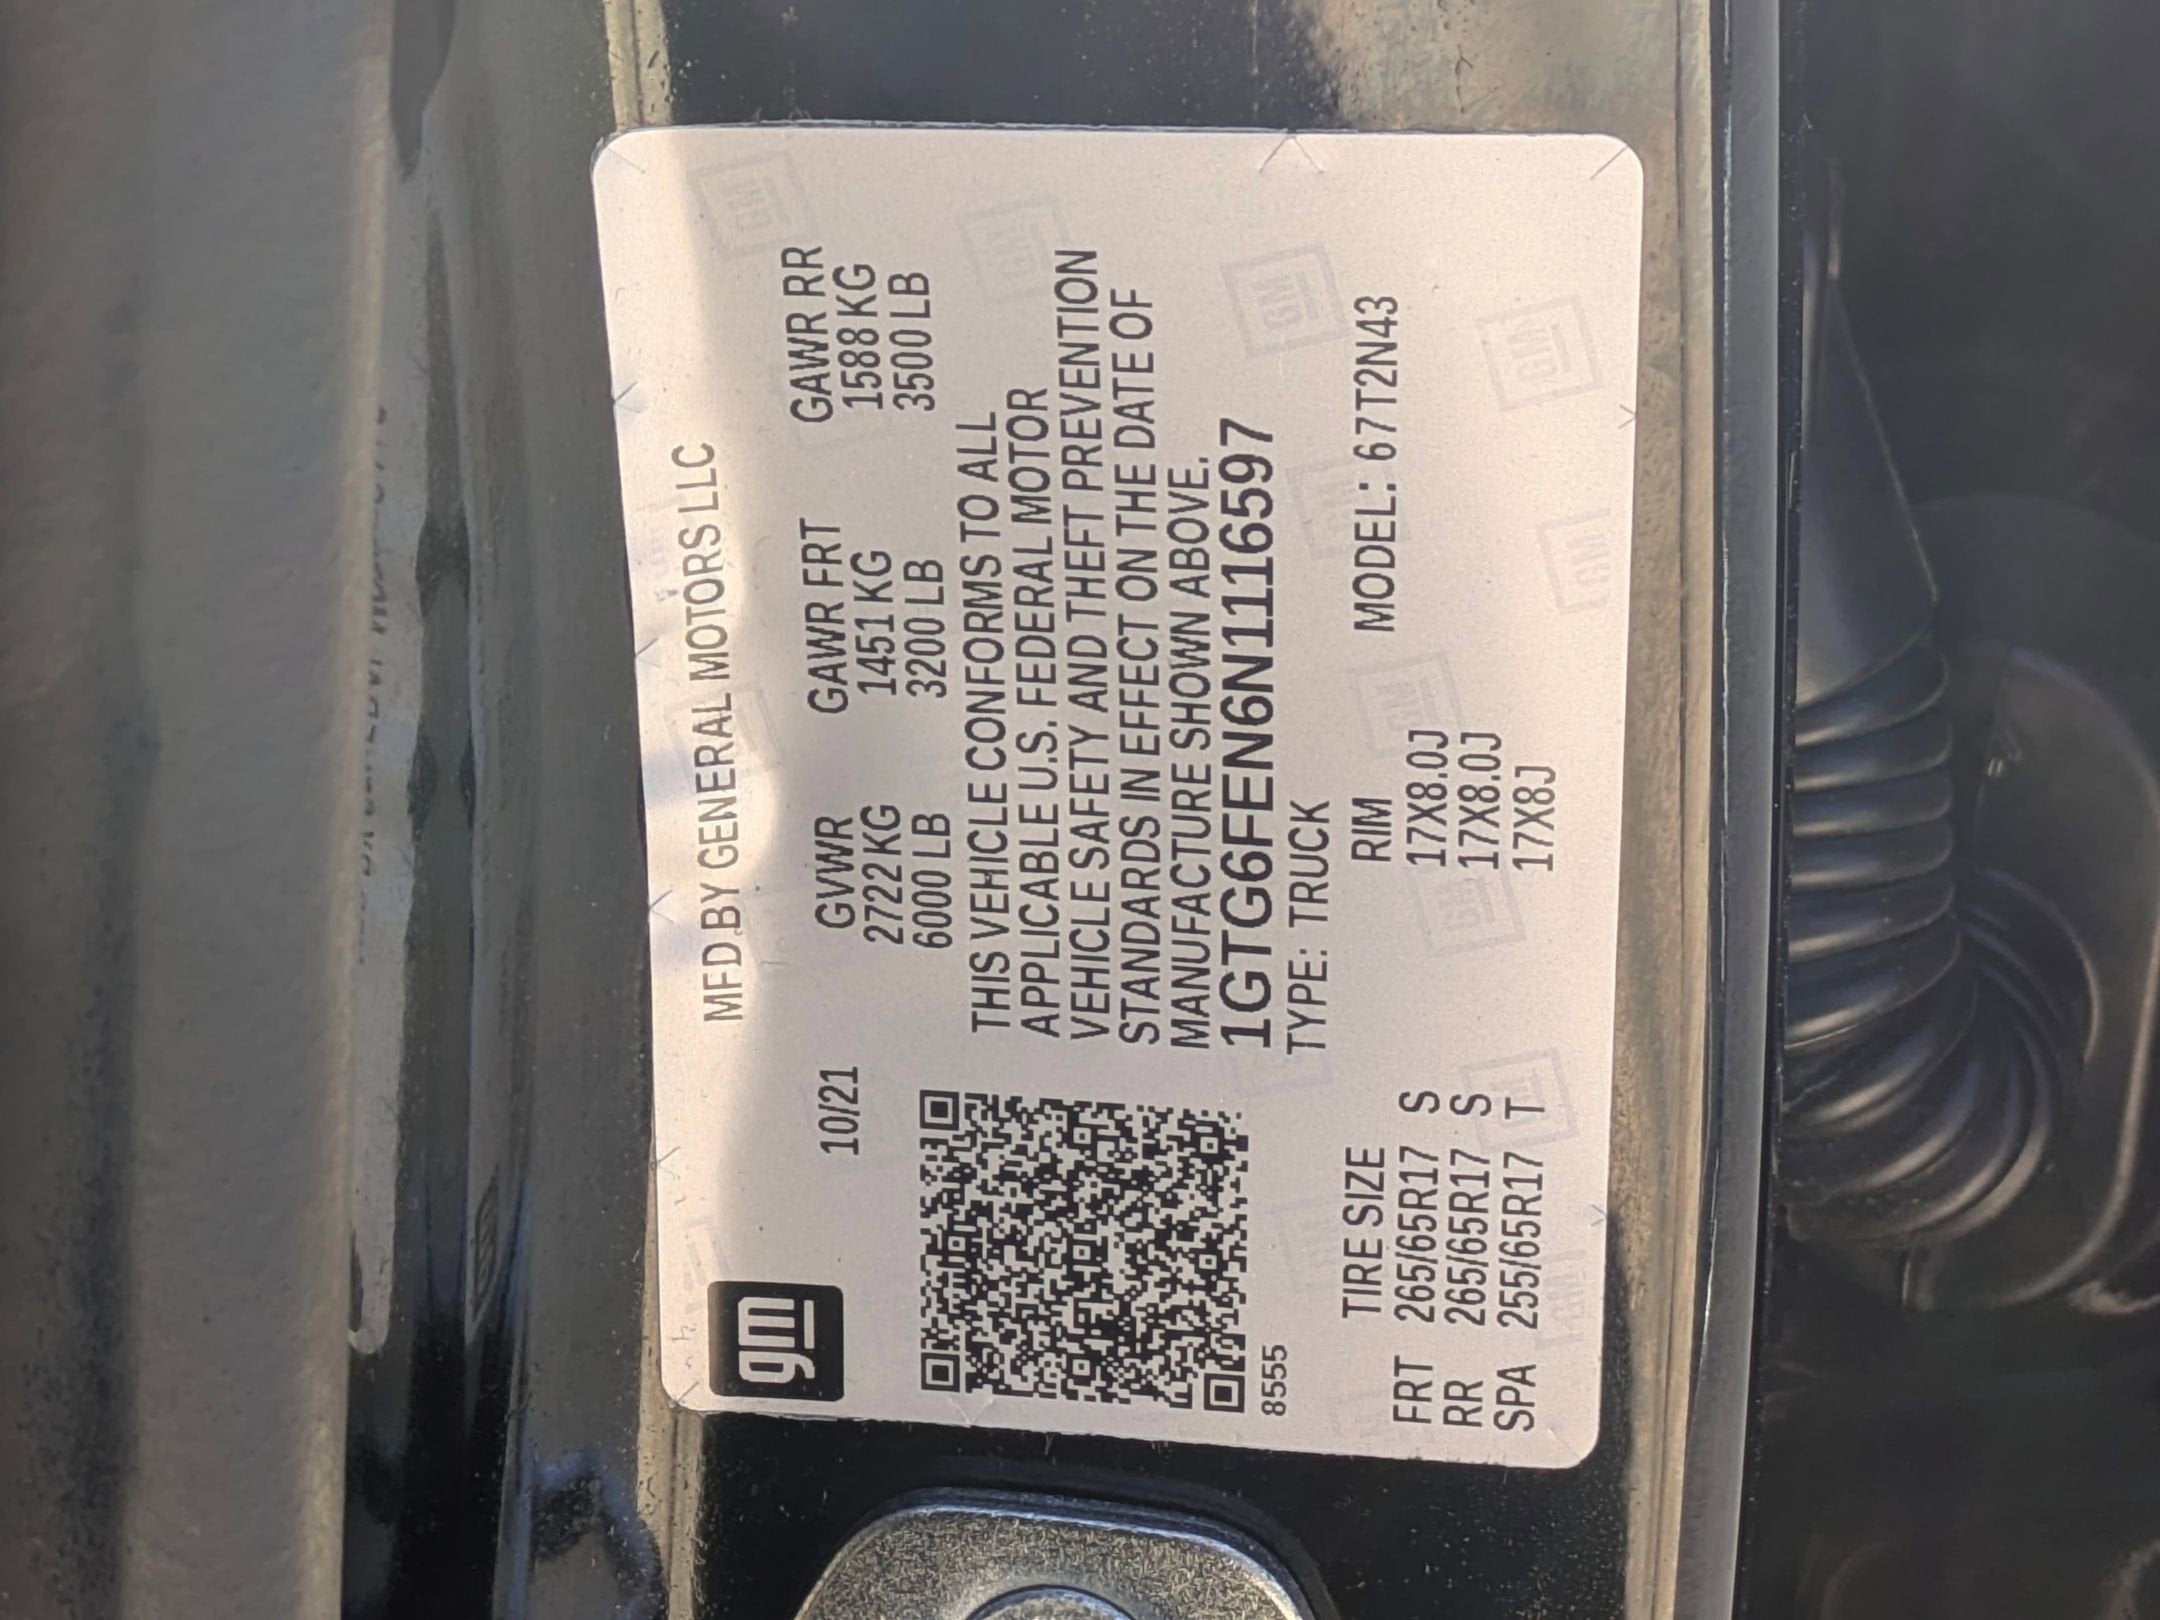 gm
MFD BY GENERAL MOTORS LLC
10/21
GVWR GAWR FRT GAWR RR
2722 KG 1451 KG 1588 KG
6000 LB 3200 LB 3500 LB
THIS VEHICLE CONFORMS TO ALL
APPLICABLE U.S. FEDERAL MOTOR
VEHICLE SAFETY AND THEFT PREVENTION
STANDARDS IN EFFECT ON THE DATE OF
MANUFACTURE SHOWN ABOVE.
1GTG6FEN6N1116597
8555
TYPE: TRUCK
TIRE SIZE RIM MODEL: 67T2N43
FRT 265/65R17 S 17X8.0J
RR 265/65R17 S 17X8.0J
SPA 255/65R17 T 17X8J